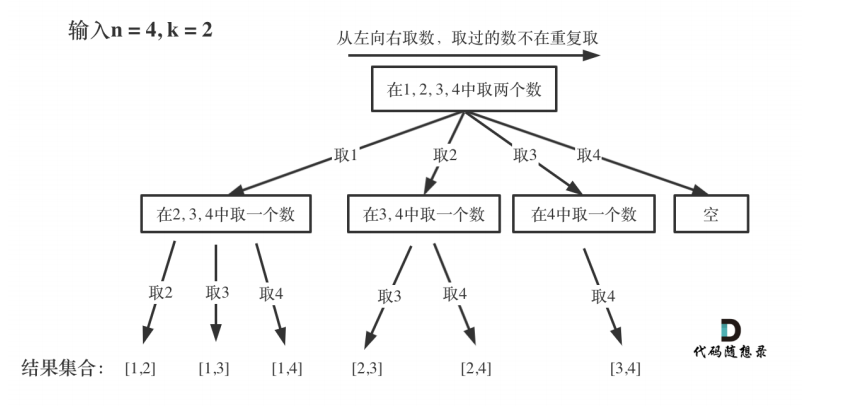 输入n = 4, k = 2
从左向右取数，取过的数不在重复取
在1, 2, 3, 4中取两个数
取1
取2
取3
取4
在2, 3, 4中取一个数
在3, 4中取一个数
在4中取一个数
空
取2
取3
取4
取3
取4
取4
代码随想录
结果集合： [1,2] [1,3] [1,4] [2,3] [2,4] [3,4]